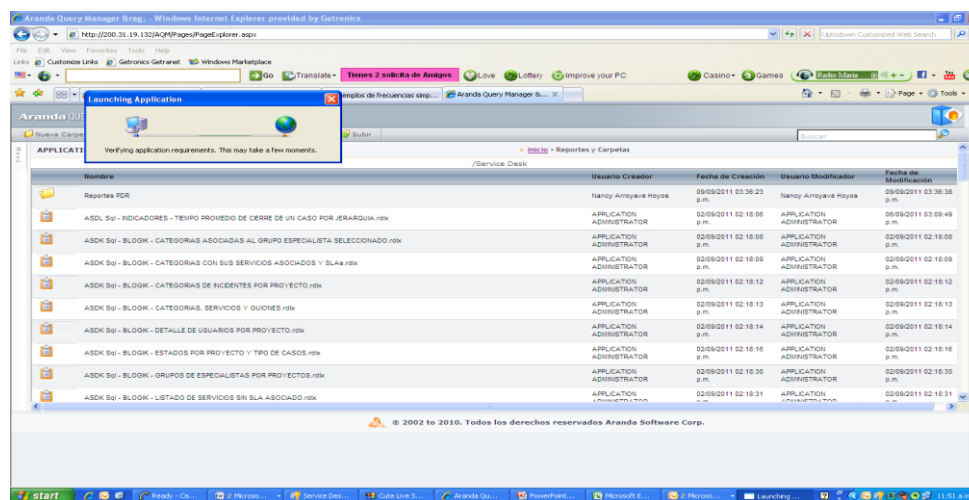 Aranda Query Manager &reg; - Windows Internet Explorer provided by Getronics
http://200.31.19.132/AQM/Pages/PageExplorer.aspx
Uptodown Customized Web Search
File Edit View Favorites Tools Help
Links Customize Links Getronics Getranet Windows Marketplace
Go Translate Tienes 2 solicita de Amigos Love Lottery Improve your PC Casino Games Radio Maria
emplos de frecuencias simp... Aranda Query Manager &... X
Page Tools
Launching Application
Aranda QUE
Nueva Carpe Subir
Buscar
Verifying application requirements. This may take a few moments.
Menú
APPLICATI
Inicio > Reportes y Carpetas
/Service Desk
Nombre Usuario Creador Fecha de Creación Usuario Modificador Fecha de Modificación
Reportes PDR Nancy Arroyave Hoyos 09/09/2011 03:36:23 p.m. Nancy Arroyave Hoyos 09/09/2011 03:36:38 p.m.
ASDL Sql - INDICADORES - TIEMPO PROMEDIO DE CIERRE DE UN CASO POR JERARQUIA.rdlx APPLICATION ADMINISTRATOR 02/09/2011 02:18:06 p.m. APPLICATION ADMINISTRATOR 06/09/2011 03:09:49 p.m.
ASDK Sql - BLOGIK - CATEGORIAS ASOCIADAS AL GRUPO ESPECIALISTA SELECCIONADO.rdlx APPLICATION ADMINISTRATOR 02/09/2011 02:18:08 p.m. APPLICATION ADMINISTRATOR 02/09/2011 02:18:08 p.m.
ASDK Sql - BLOGIK - CATEGORIAS CON SUS SERVICIOS ASOCIADOS Y SLAs.rdlx APPLICATION ADMINISTRATOR 02/09/2011 02:18:09 p.m. APPLICATION ADMINISTRATOR 02/09/2011 02:18:09 p.m.
ASDK Sql - BLOGIK - CATEGORIAS DE INCIDENTES POR PROYECTO.rdlx APPLICATION ADMINISTRATOR 02/09/2011 02:18:12 p.m. APPLICATION ADMINISTRATOR 02/09/2011 02:18:12 p.m.
ASDK Sql - BLOGIK - CATEGORIAS, SERVICIOS Y GUIONES.rdlx APPLICATION ADMINISTRATOR 02/09/2011 02:18:13 p.m. APPLICATION ADMINISTRATOR 02/09/2011 02:18:13 p.m.
ASDK Sql - BLOGIK - DETALLE DE USUARIOS POR PROYECTO.rdlx APPLICATION ADMINISTRATOR 02/09/2011 02:18:14 p.m. APPLICATION ADMINISTRATOR 02/09/2011 02:18:14 p.m.
ASDK Sql - BLOGIK - ESTADOS POR PROYECTO Y TIPO DE CASOS.rdlx APPLICATION ADMINISTRATOR 02/09/2011 02:18:16 p.m. APPLICATION ADMINISTRATOR 02/09/2011 02:18:16 p.m.
ASDK Sql - BLOGIK - GRUPOS DE ESPECIALISTAS POR PROYECTOS.rdlx APPLICATION ADMINISTRATOR 02/09/2011 02:18:30 p.m. APPLICATION ADMINISTRATOR 02/09/2011 02:18:30 p.m.
ASDK Sql - BLOGIK - LISTADO DE SERVICIOS SIN SLA ASOCIADO.rdlx APPLICATION 02/09/2011 02:18:31 APPLICATION 02/09/2011 02:18:31
© 2002 to 2010. Todos los derechos reservados Aranda Software Corp.
start Ready - Cis... 2 Microso... Service Des... Cute Live S... Aranda Qu... PowerPoint... Microsoft E... 2 Microso... Launching ... 11:51 a.m.